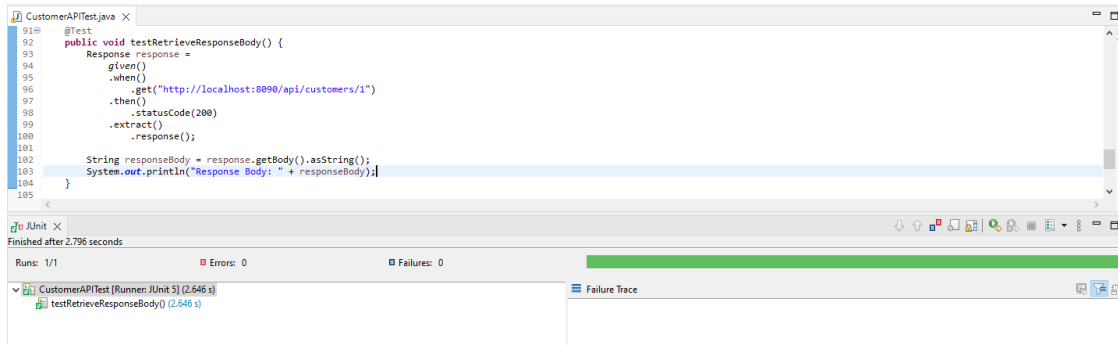 CustomerAPITest.java
91 @Test
92 public void testRetrieveResponseBody() {
93 Response response =
94 given()
95 .when()
96 .get("http://localhost:8090/api/customers/1")
97 .then()
98 .statusCode(200)
99 .extract()
100 .response();
101
102 String responseBody = response.getBody().asString();
103 System.out.println("Response Body: " + responseBody);
104 }
105
JUnit
Finished after 2.796 seconds
Runs: 1/1 Errors: 0 Failures: 0
CustomerAPITest [Runner: JUnit 5] (2.646 s)
Failure Trace
testRetrieveResponseBody() (2.646 s)